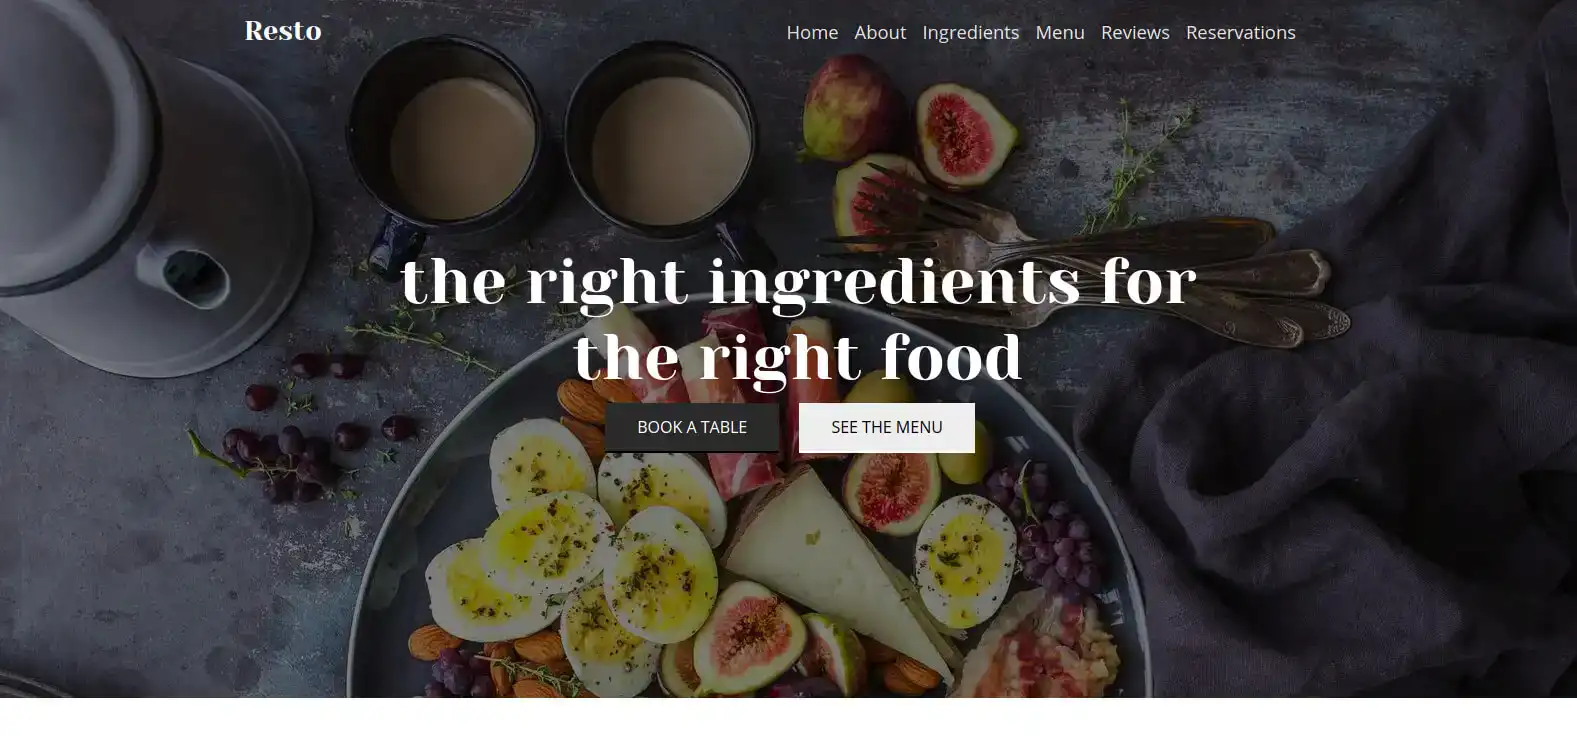 Resto
Home About Ingredients Menu Reviews Reservations
the right ingredients for
the right food
BOOK A TABLE SEE THE MENU